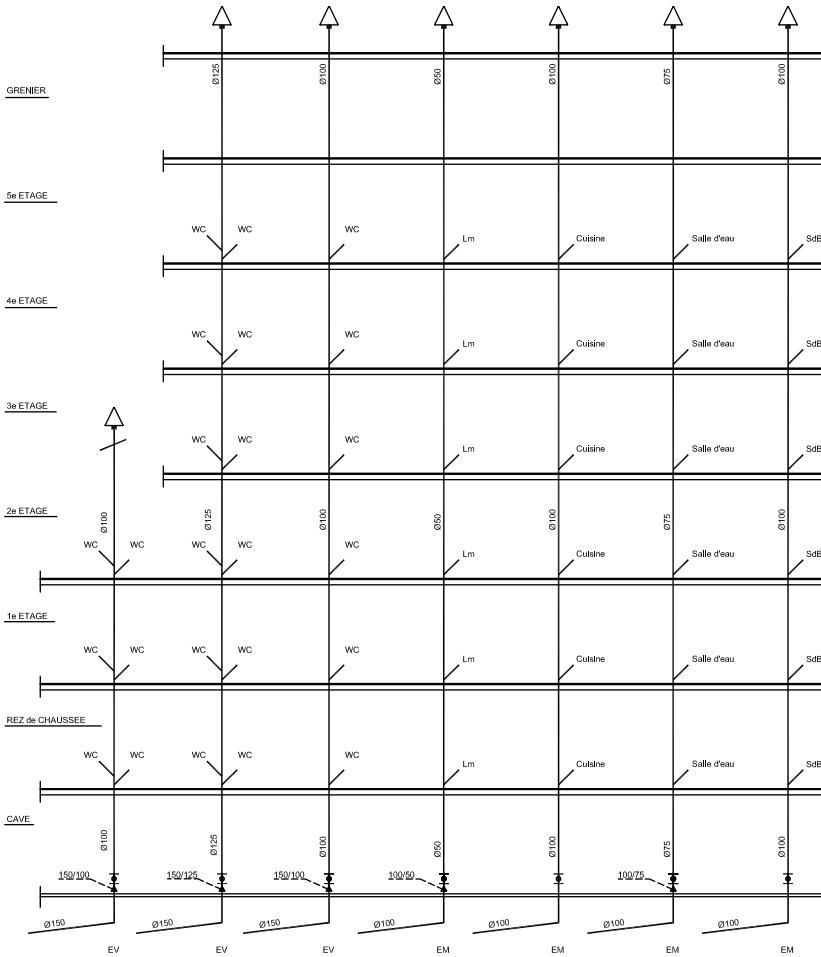 Ø125 Ø100 Ø50 Ø100 Ø75 Ø100
GRENIER
5e ETAGE
WC WC WC Lm Cuisine Salle d'eau SdB
4e ETAGE
WC WC WC Lm Cuisine Salle d'eau SdB
3e ETAGE
WC WC WC Lm Cuisine Salle d'eau SdB
2e ETAGE
Ø100 Ø125 Ø100 Ø50 Ø100 Ø75 Ø100
WC WC WC WC WC Lm Cuisine Salle d'eau SdB
1e ETAGE
WC WC WC WC WC Lm Cuisine Salle d'eau SdB
REZ de CHAUSSEE
WC WC WC WC WC Lm Cuisine Salle d'eau SdB
CAVE
Ø100 Ø125 Ø100 Ø50 Ø100 Ø75 Ø100
150/100 150/125 150/100 100/50 100/75
Ø150 Ø150 Ø150 Ø100 Ø100 Ø100 Ø100
EV EV EV EM EM EM EM